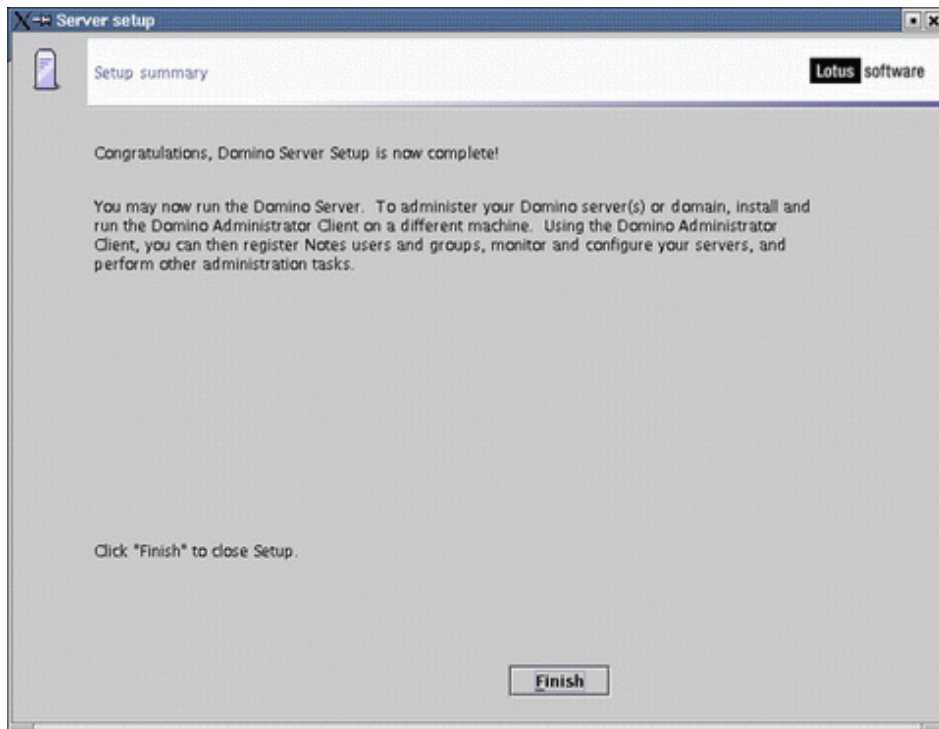 Server setup
Setup summary
Lotus software
Congratulations, Domino Server Setup is now complete!
You may now run the Domino Server. To administer your Domino server(s) or domain, install and
run the Domino Administrator Client on a different machine. Using the Domino Administrator
Client, you can then register Notes users and groups, monitor and configure your servers, and
perform other administration tasks.
Click "Finish" to close Setup.
Finish